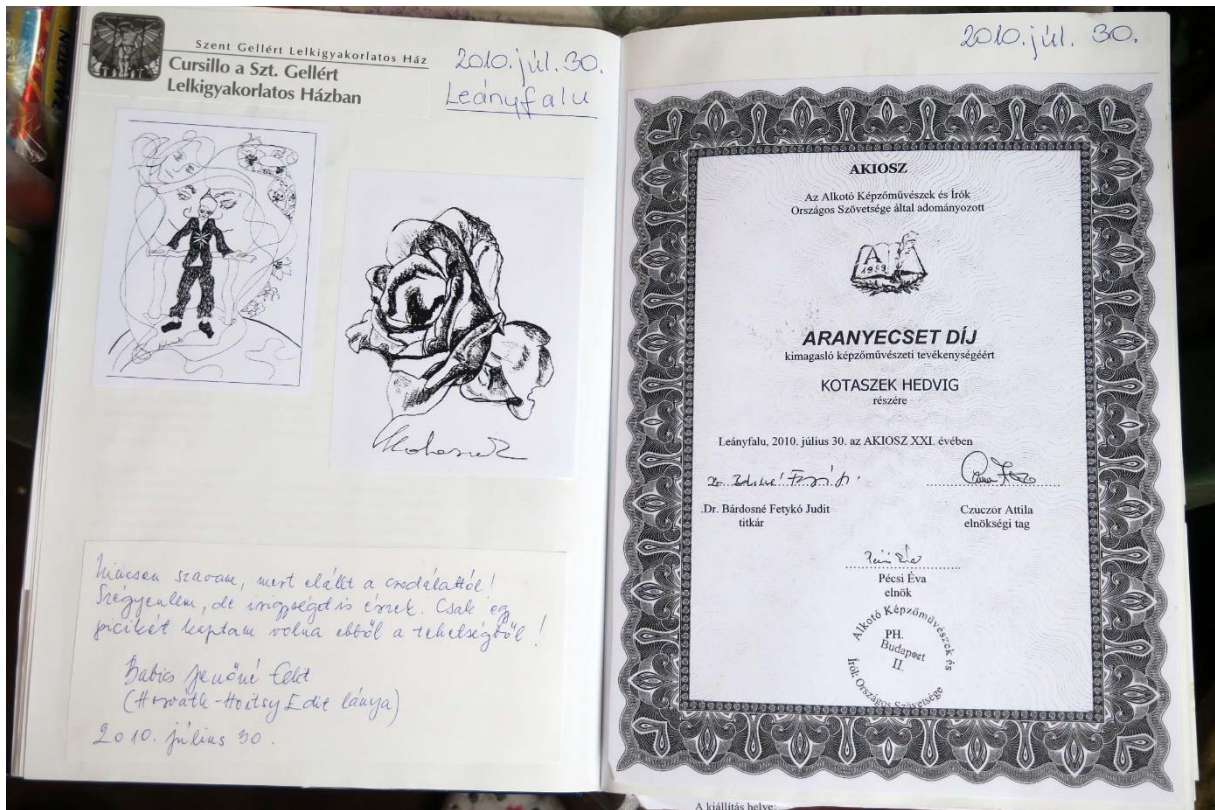 Szent Gellért Lelkigyakorlatos Ház
Cursillo a Szt. Gellért
Lelkigyakorlatos Házban
2010. júl. 30.
Leányfalu
Nincsen szavam, mert elállt a csodálattól!
Szégyenlem, de irigységet is érzek. Csak egy
picikét kaptam volna ebből a tehetségből!
Babics Jenőné
(Horváth-Hoitsy Edit lánya)
2010. július 30.
2010. júl. 30.
AKIOSZ
Az Alkotó Képzőművészek és Írók
Országos Szövetsége által adományozott
A
1989
ARANYECSET DÍJ
kimagasló képzőművészeti tevékenységéért
KOTASZEK HEDVIG
részére
Leányfalu, 2010. július 30. az AKIOSZ XXI. évében
.Dr. Bárdosné Fetykó Judit
titkár
Czuczor Attila
elnökségi tag
Pécsi Éva
Pécsi Éva
elnök
Alkotó Képzőművészek és
Írók Országos Szövetsége
PH.
Budapest
II.
A kiállítás helye: